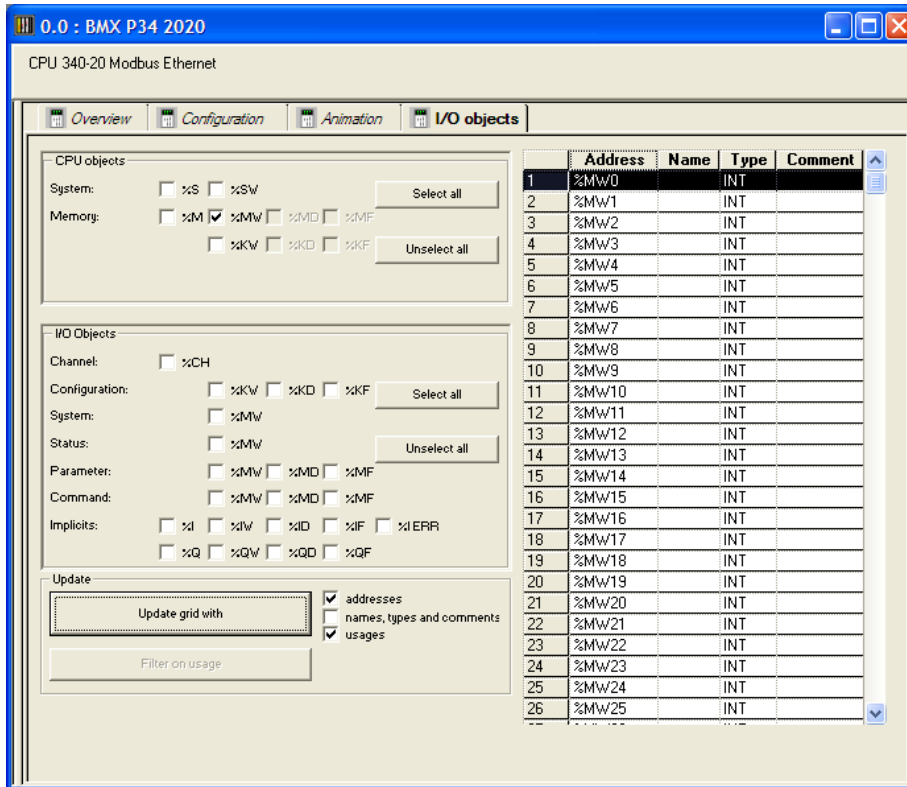 0.0 : BMX P34 2020
CPU 340-20 Modbus Ethernet
Overview Configuration Animation I/O objects
CPU objects
System: %S %SW Select all
Memory: %M %MW %MD %MF
%KW %KD %KF Unselect all
I/O Objects
Channel: %CH
Configuration: %KW %KD %KF Select all
System: %MW
Status: %MW Unselect all
Parameter: %MW %MD %MF
Command: %MW %MD %MF
Implicits: %I %IW %ID %IF %IERR
%Q %QW %QD %QF
Update
Update grid with
addresses
names, types and comments
usages
Filter on usage
Address Name Type Comment
1 %MW0 INT
2 %MW1 INT
3 %MW2 INT
4 %MW3 INT
5 %MW4 INT
6 %MW5 INT
7 %MW6 INT
8 %MW7 INT
9 %MW8 INT
10 %MW9 INT
11 %MW10 INT
12 %MW11 INT
13 %MW12 INT
14 %MW13 INT
15 %MW14 INT
16 %MW15 INT
17 %MW16 INT
18 %MW17 INT
19 %MW18 INT
20 %MW19 INT
21 %MW20 INT
22 %MW21 INT
23 %MW22 INT
24 %MW23 INT
25 %MW24 INT
26 %MW25 INT